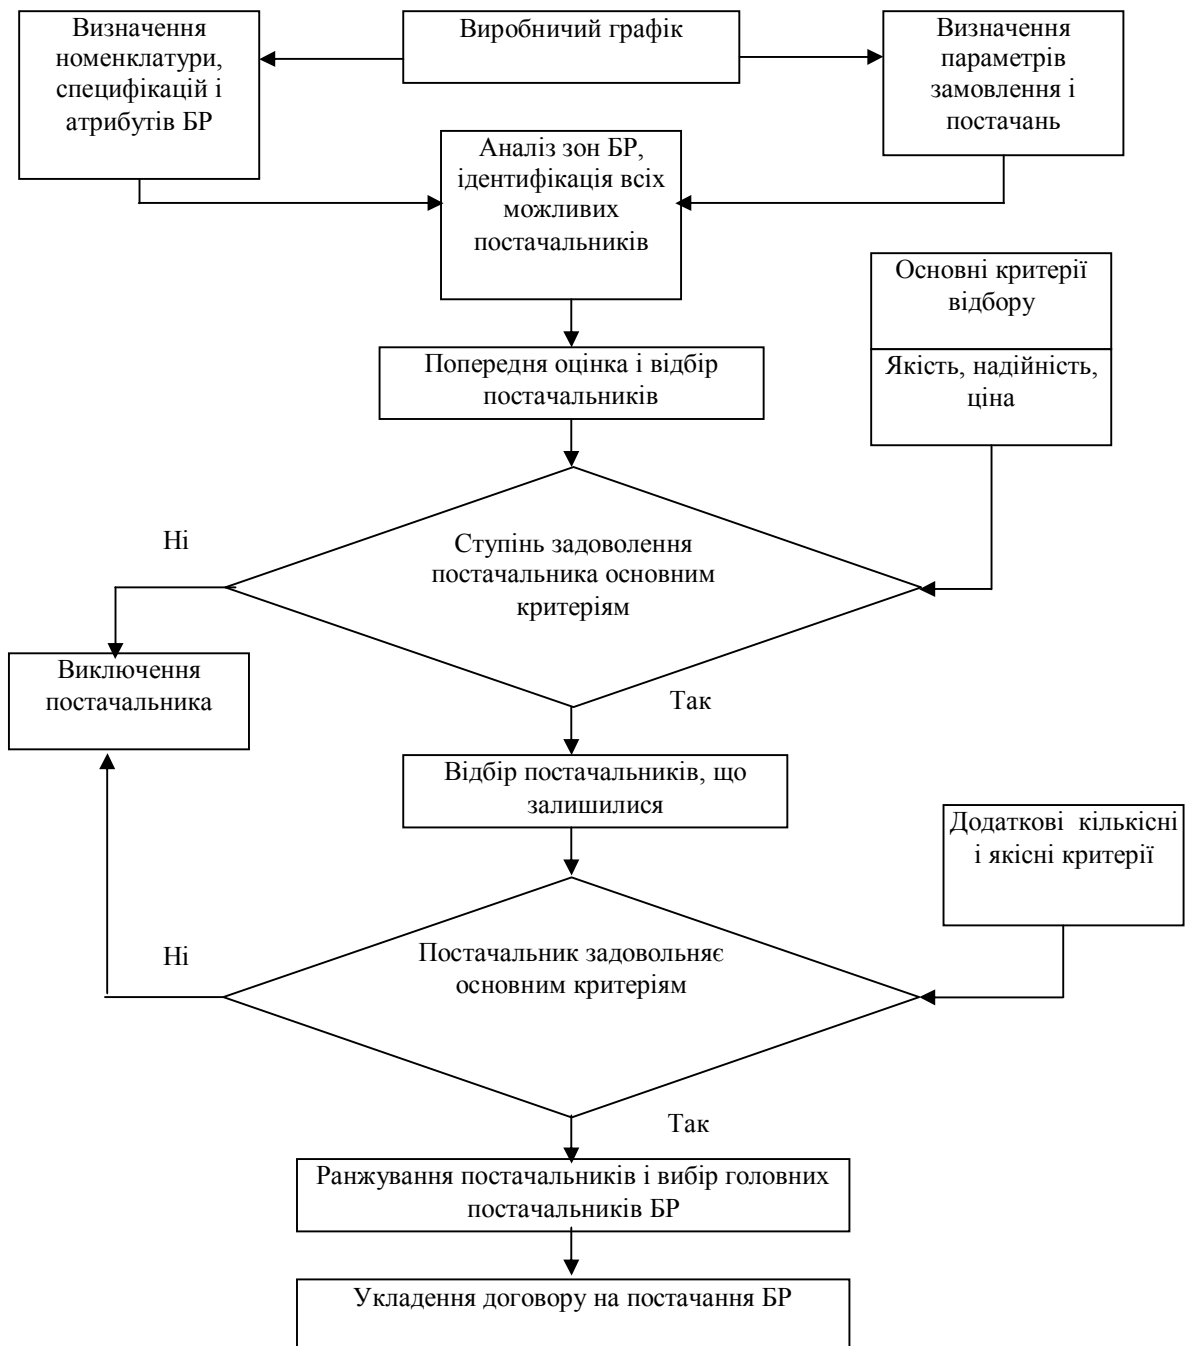 Визначення
номенклатури,
специфікацій і
атрибутів БР
Виробничий графік
Визначення
параметрів
замовлення і
постачань
Аналіз зон БР,
ідентифікація всіх
можливих
постачальників
Основні критерії
відбору
Якість, надійність,
ціна
Попередня оцінка і відбір
постачальників
Ні
Ступінь задоволення
постачальника основним
критеріям
Виключення
постачальника
Так
Відбір постачальників, що
залишилися
Додаткові кількісні
і якісні критерії
Ні
Постачальник задовольняє
основним критеріям
Так
Ранжування постачальників і вибір головних
постачальників БР
Укладення договору на постачання БР